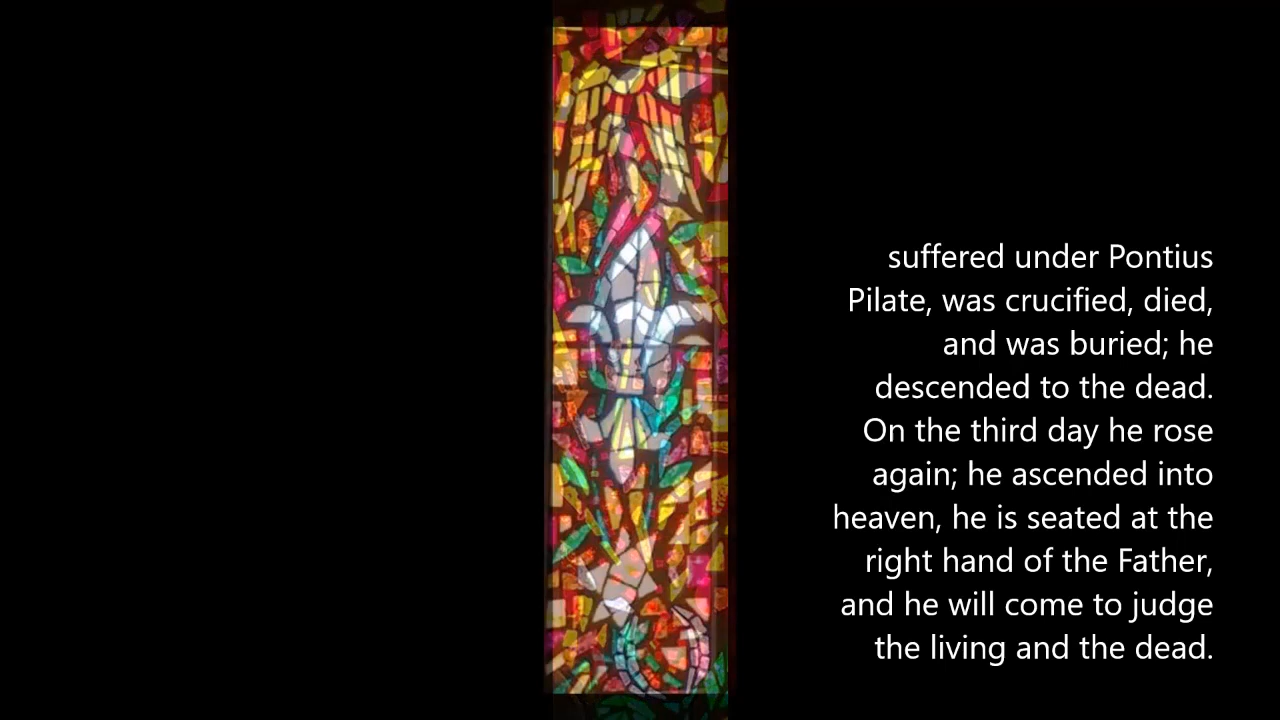 suffered under Pontius
Pilate, was crucified, died,
and was buried; he
descended to the dead.
On the third day he rose
again; he ascended into
heaven, he is seated at the
right hand of the Father,
and he will come to judge
the living and the dead.